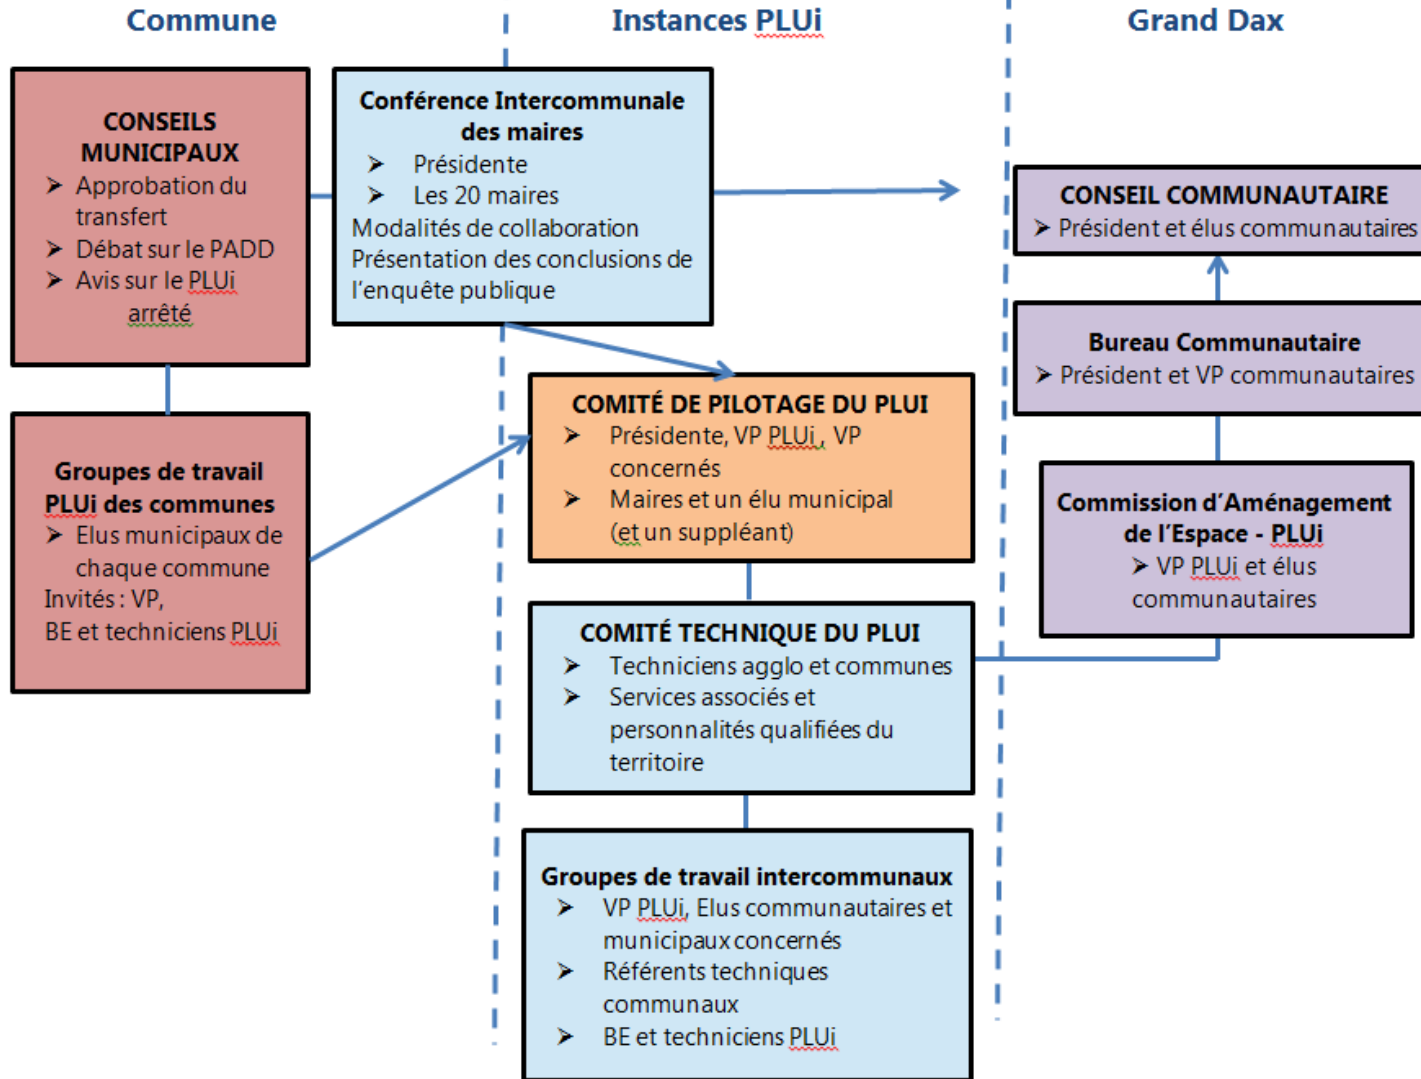 Commune
Instances PLUi
Grand Dax
CONSEILS
MUNICIPAUX
➤ Approbation du
transfert
➤ Débat sur le PADD
➤ Avis sur le PLUi
arrêté
Conférence Intercommunale
des maires
➤ Présidente
➤ Les 20 maires
Modalités de collaboration
Présentation des conclusions de
l’enquête publique
CONSEIL COMMUNAUTAIRE
➤ Président et élus communautaires
Bureau Communautaire
➤ Président et VP communautaires
COMITÉ DE PILOTAGE DU PLUI
➤ Présidente, VP PLUi , VP
concernés
➤ Maires et un élu municipal
(et un suppléant)
Groupes de travail
PLUi des communes
➤ Elus municipaux de
chaque commune
Invités : VP,
BE et techniciens PLUi
Commission d’Aménagement
de l’Espace - PLUi
➤ VP PLUi et élus
communautaires
COMITÉ TECHNIQUE DU PLUI
➤ Techniciens agglo et communes
➤ Services associés et
personnalités qualifiées du
territoire
Groupes de travail intercommunaux
➤ VP PLUi, Elus communautaires et
municipaux concernés
➤ Référents techniques
communaux
➤ BE et techniciens PLUi